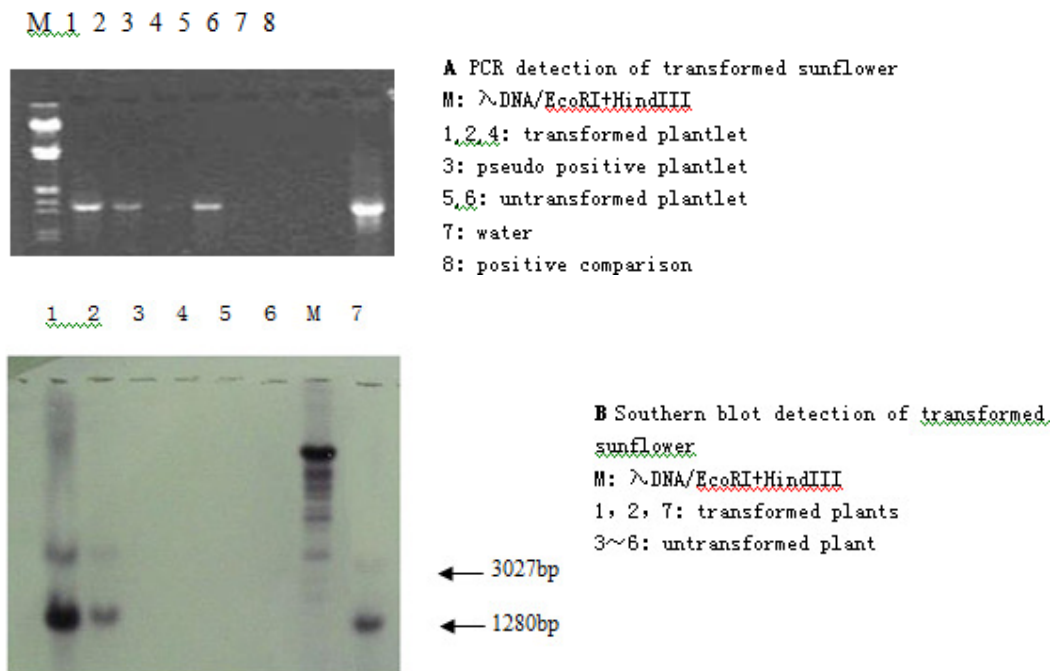 M 1 2 3 4 5 6 7 8
A PCR detection of transformed sunflower
M: λDNA/EcoRI+HindIII
1,2,4: transformed plantlet
3: pseudo positive plantlet
5,6: untransformed plantlet
7: water
8: positive comparison
1 2 3 4 5 6 M 7
B Southern blot detection of transformed
sunflower
M: λDNA/EcoRI+HindIII
1, 2, 7: transformed plants
3~6: untransformed plant
3027bp
1280bp